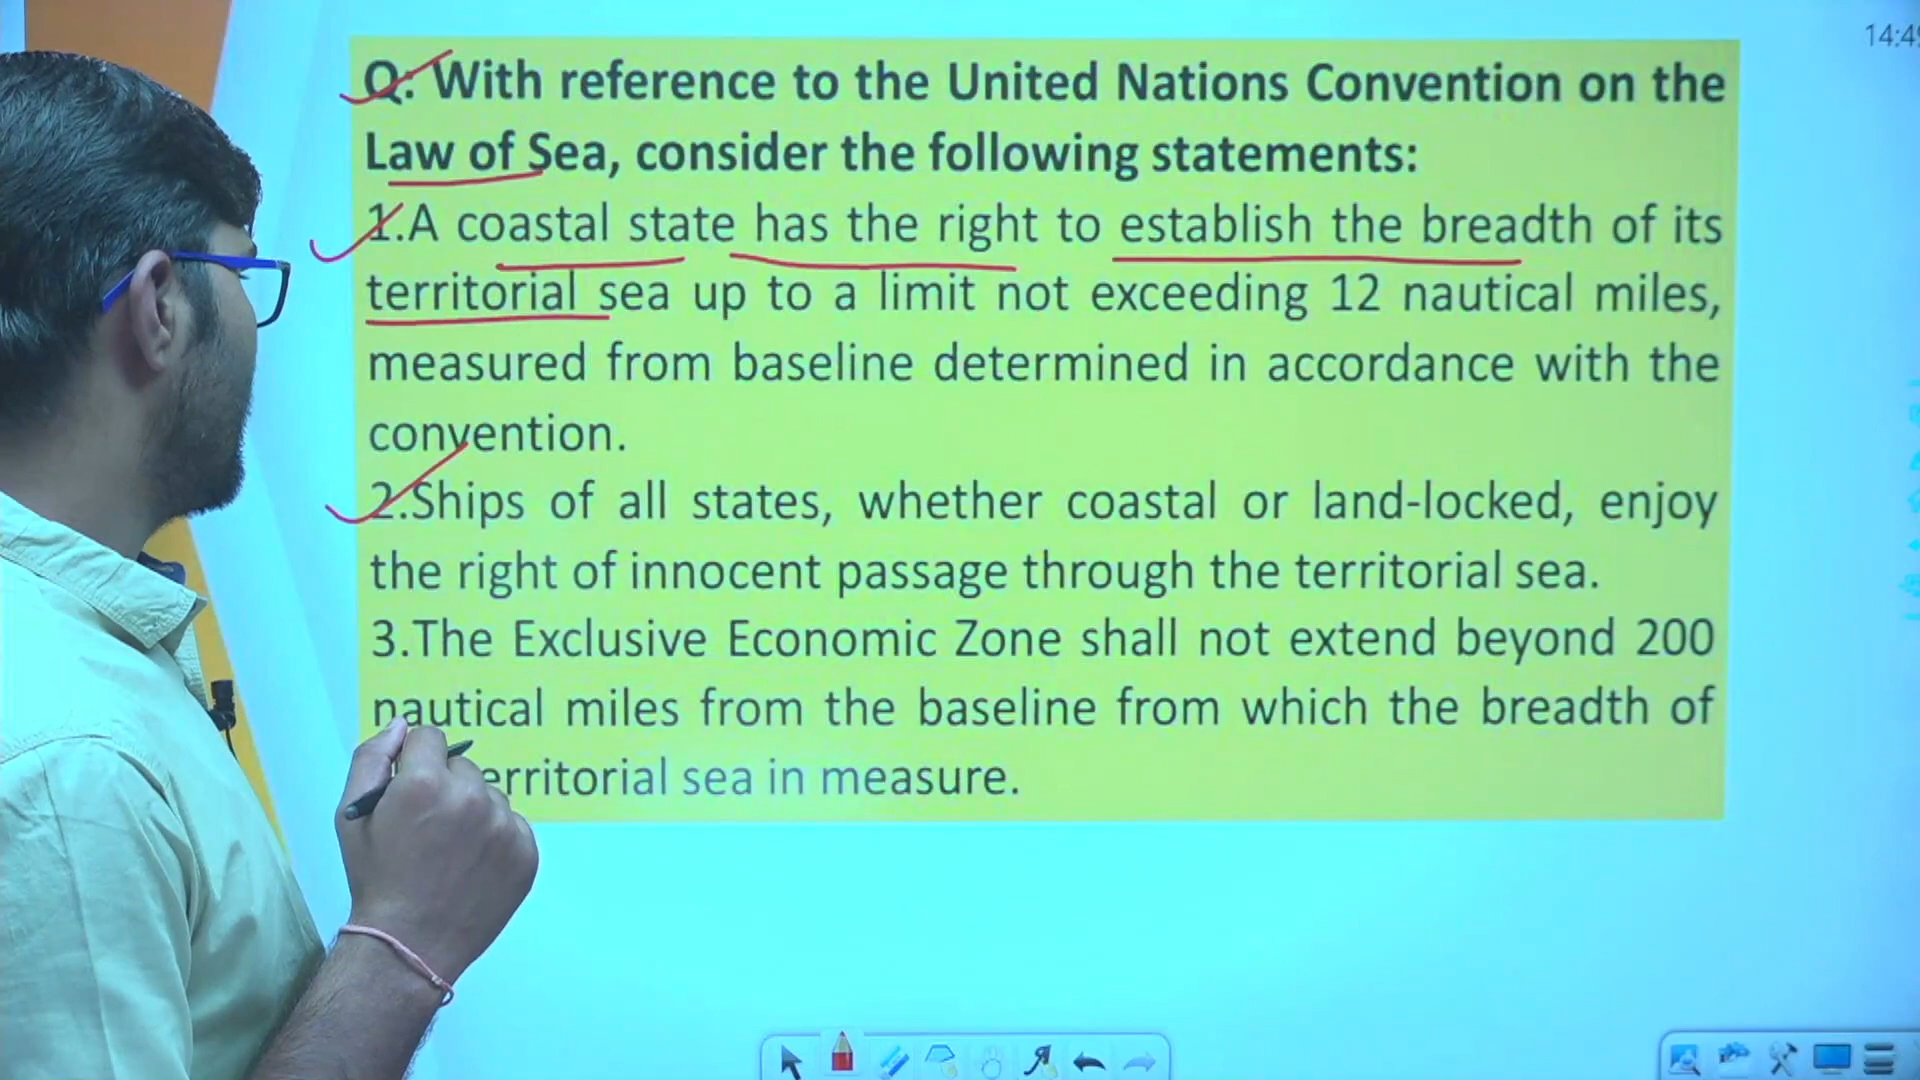 14:4
Q: With reference to the United Nations Convention on the
Law of Sea, consider the following statements:
1.A coastal state has the right to establish the breadth of its
territorial sea up to a limit not exceeding 12 nautical miles,
measured from baseline determined in accordance with the
convention.
2.Ships of all states, whether coastal or land-locked, enjoy
the right of innocent passage through the territorial sea.
3.The Exclusive Economic Zone shall not extend beyond 200
nautical miles from the baseline from which the breadth of
erritorial sea in measure.